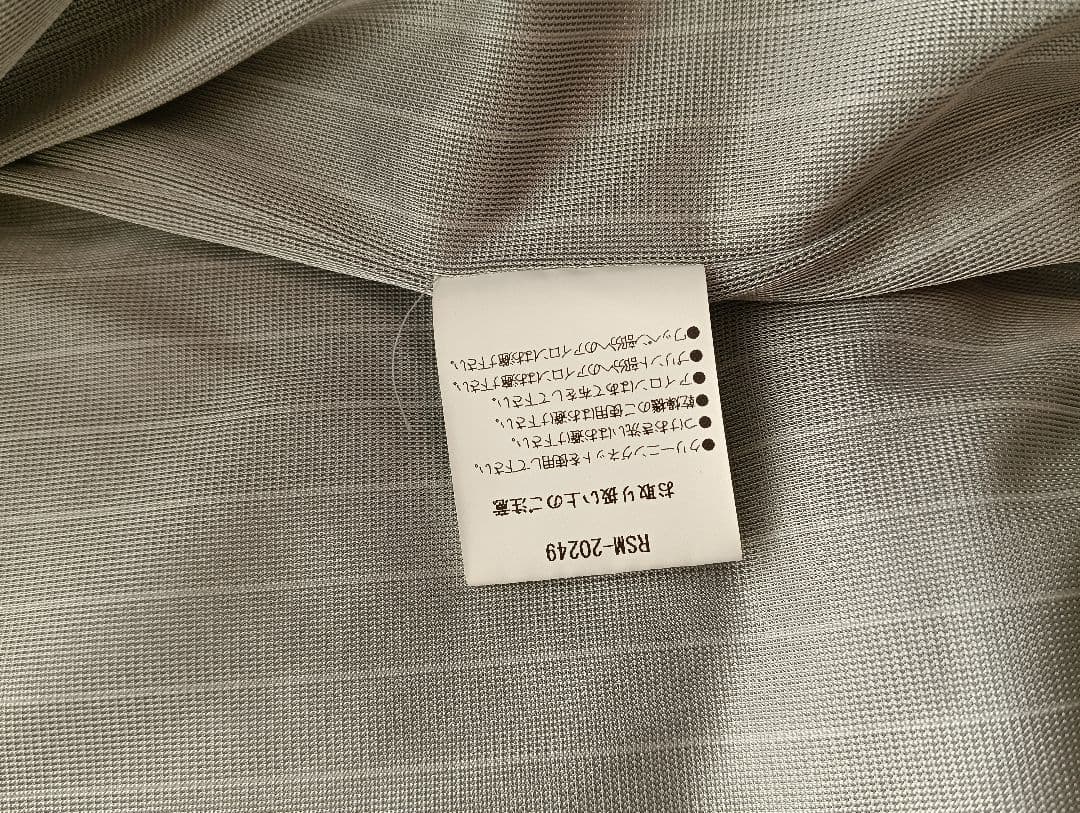 RSM-20249
お取り扱い上のご注意
●クリーニングネットを使用して下さい。
●つけおき洗いはお避け下さい。
●乾燥機のご使用はお避け下さい。
●アイロンはあて布をして下さい。
●プリント部分へのアイロンはお避け下さい。
●ワッペン部分へのアイロンはお避け下さい。